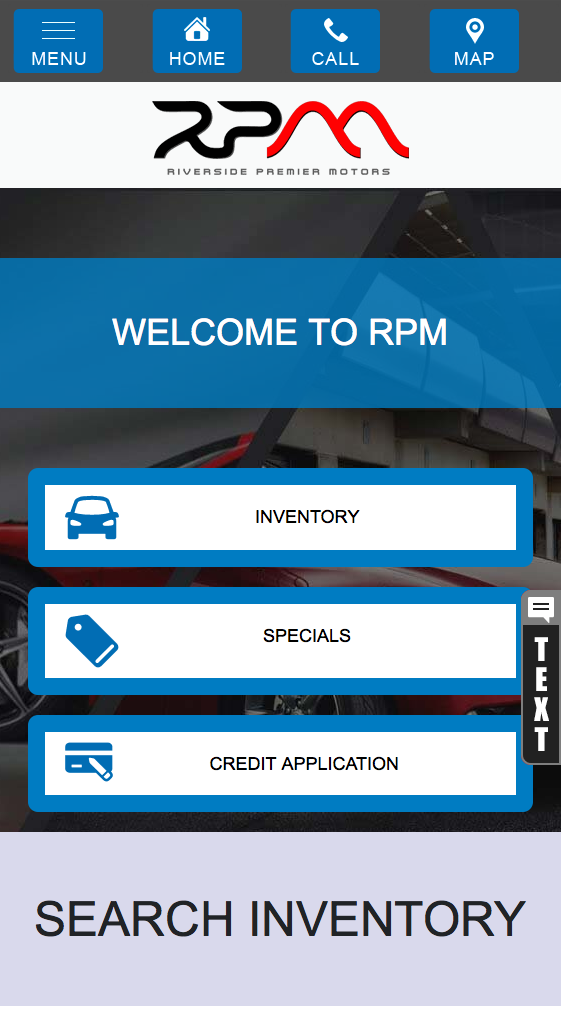 MENU HOME CALL MAP
RPM
RIVERSIDE PREMIER MOTORS
WELCOME TO RPM
INVENTORY
SPECIALS
CREDIT APPLICATION
TEXT
SEARCH INVENTORY